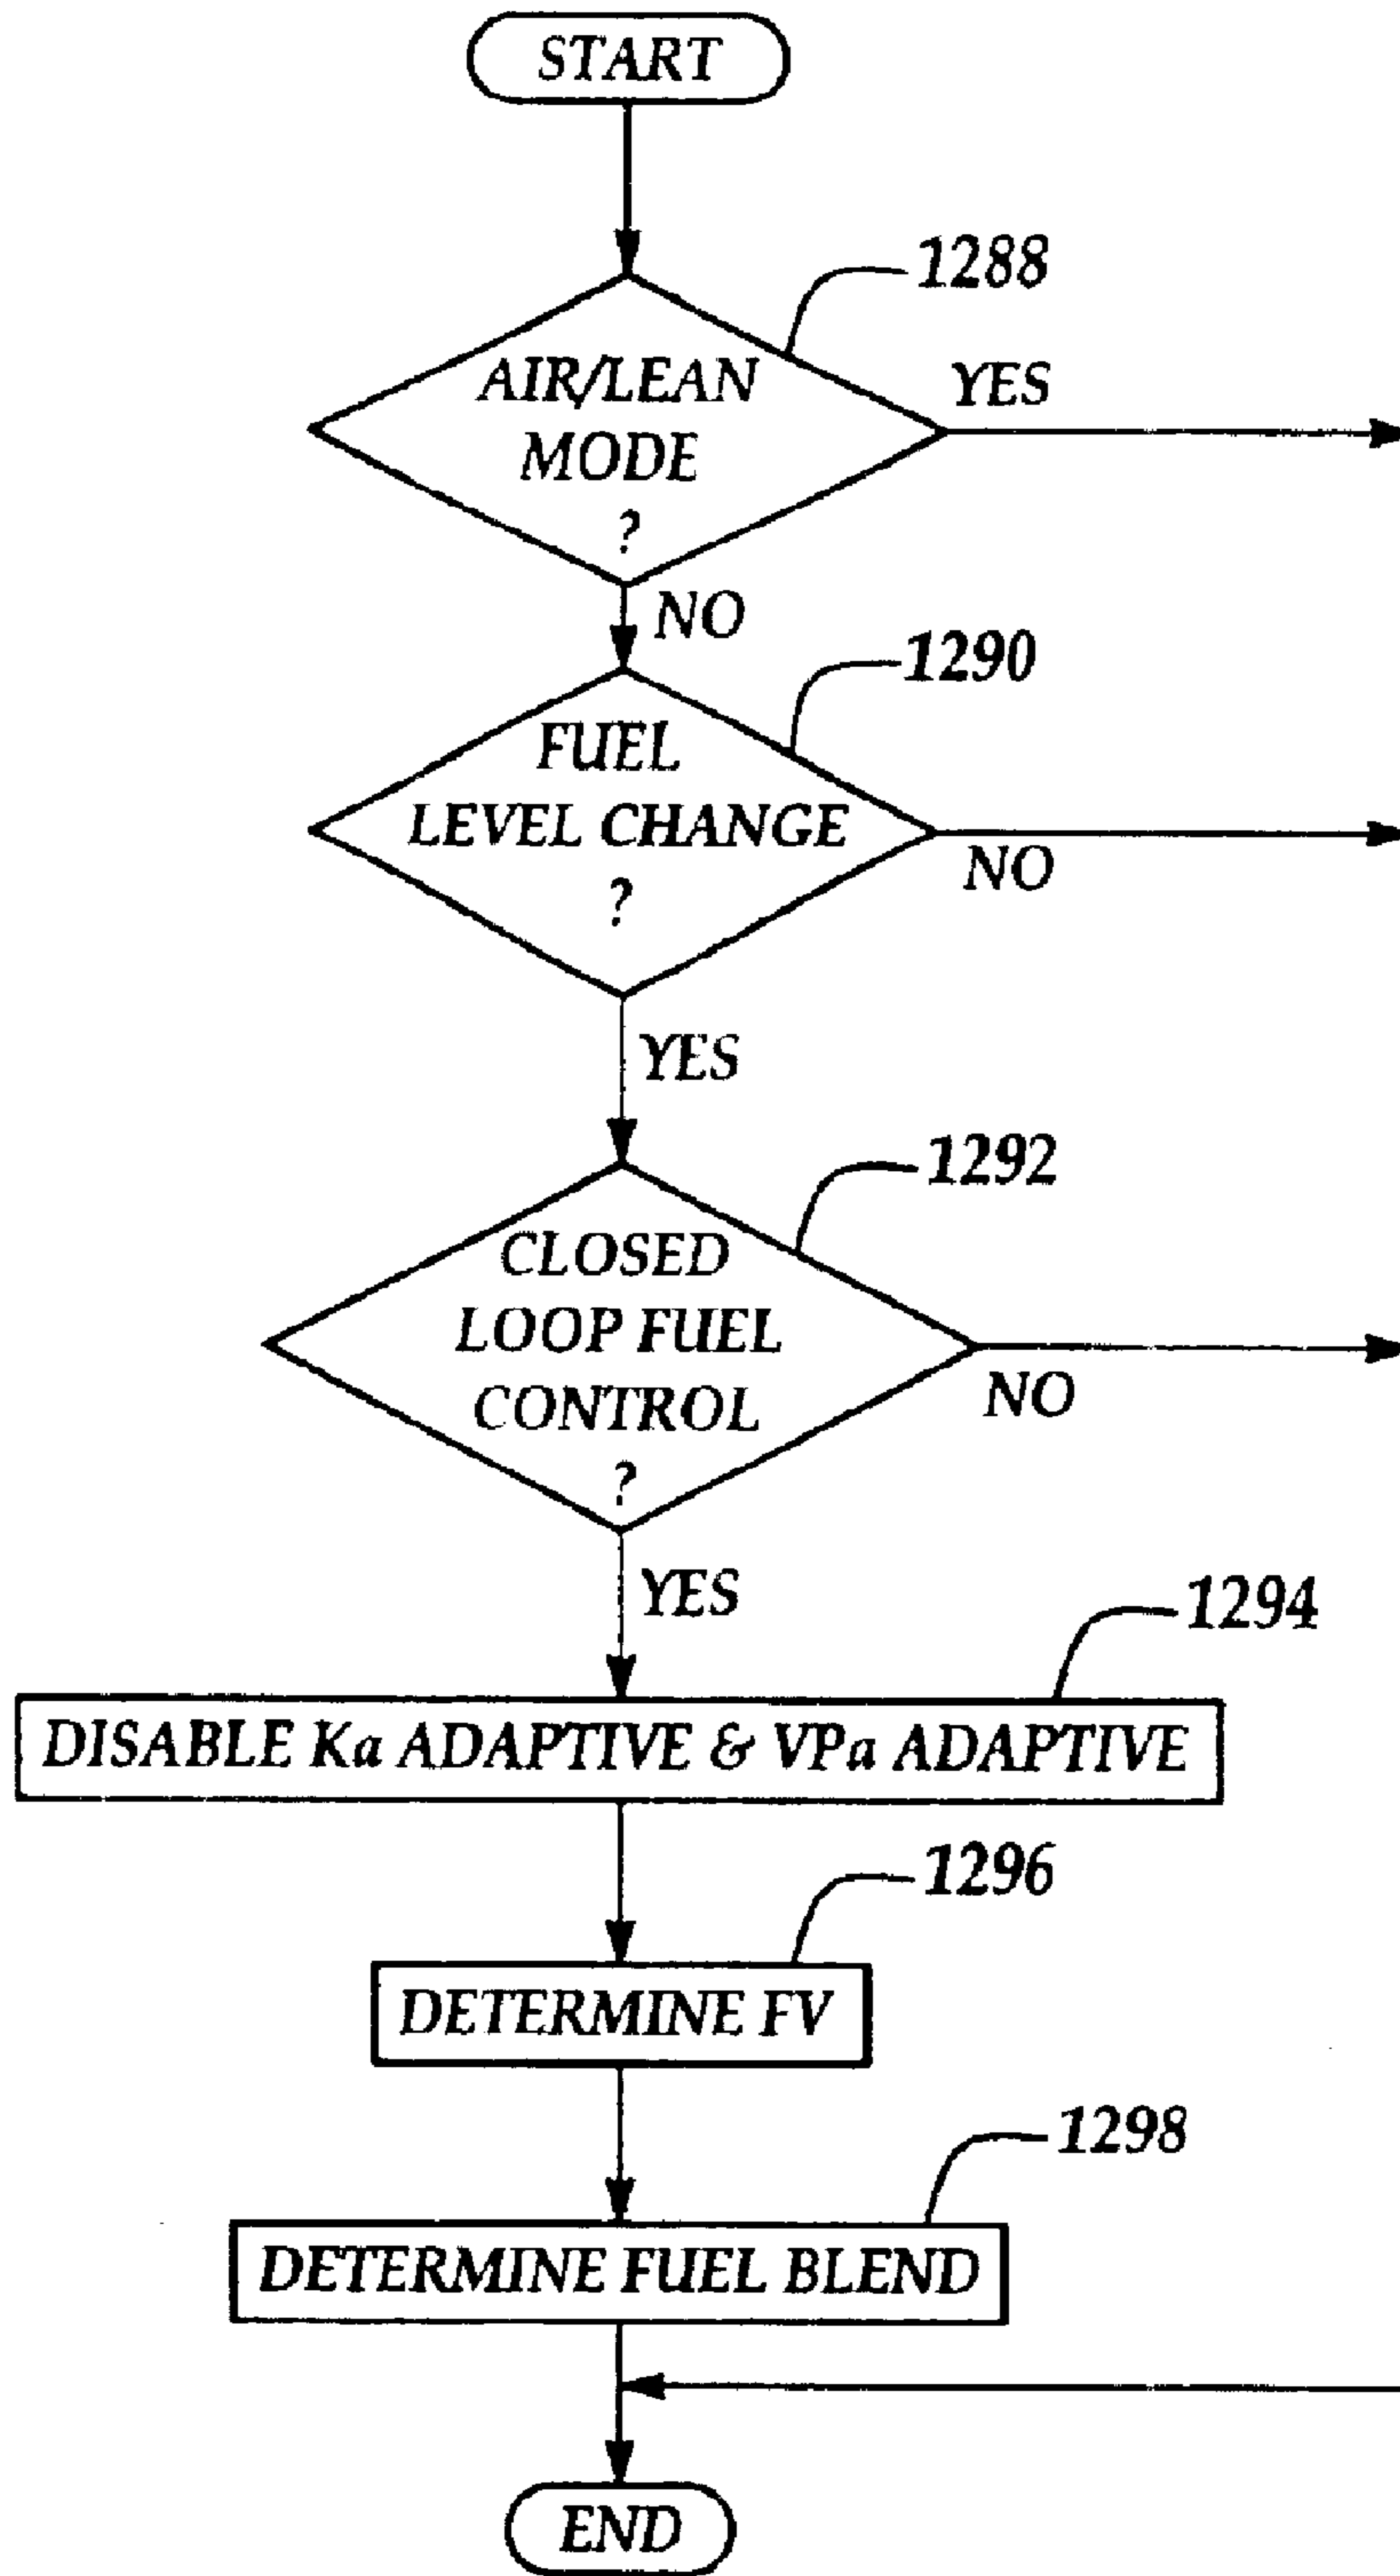 START
1288
AIR/LEAN
MODE
?
YES
NO
1290
FUEL
LEVEL CHANGE
?
NO
YES
1292
CLOSED
LOOP FUEL
CONTROL
?
NO
YES
1294
DISABLE Ka ADAPTIVE & VPa ADAPTIVE
1296
DETERMINE FV
1298
DETERMINE FUEL BLEND
END